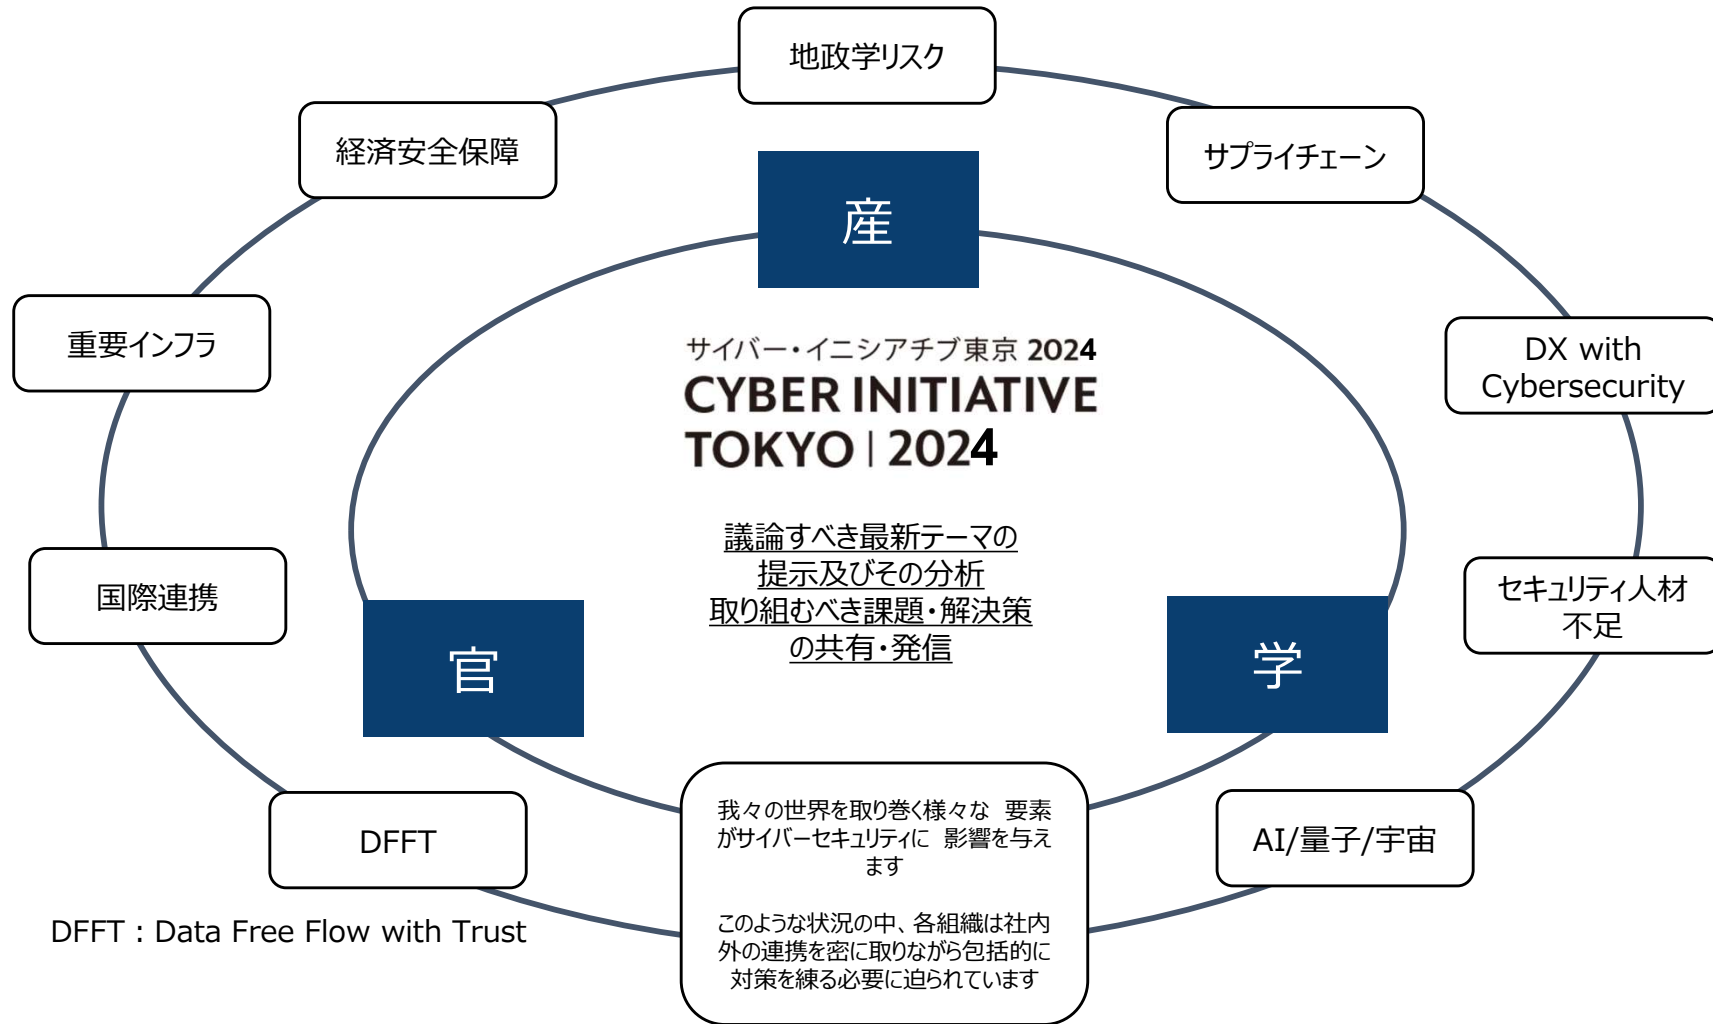 地政学リスク
経済安全保障
サプライチェーン
産
重要インフラ
サイバー・イニシアチブ東京 2024
CYBER INITIATIVE
TOKYO | 2024
DX with
Cybersecurity
議論すべき最新テーマの
提示及びその分析
取り組むべき課題・解決策
の共有・発信
国際連携
セキュリティ人材
不足
官
学
我々の世界を取り巻く様々な 要素
がサイバーセキュリティに 影響を与え
ます
このような状況の中、各組織は社内
外の連携を密に取りながら包括的に
対策を練る必要に迫られています
DFFT
AI/量子/宇宙
DFFT : Data Free Flow with Trust